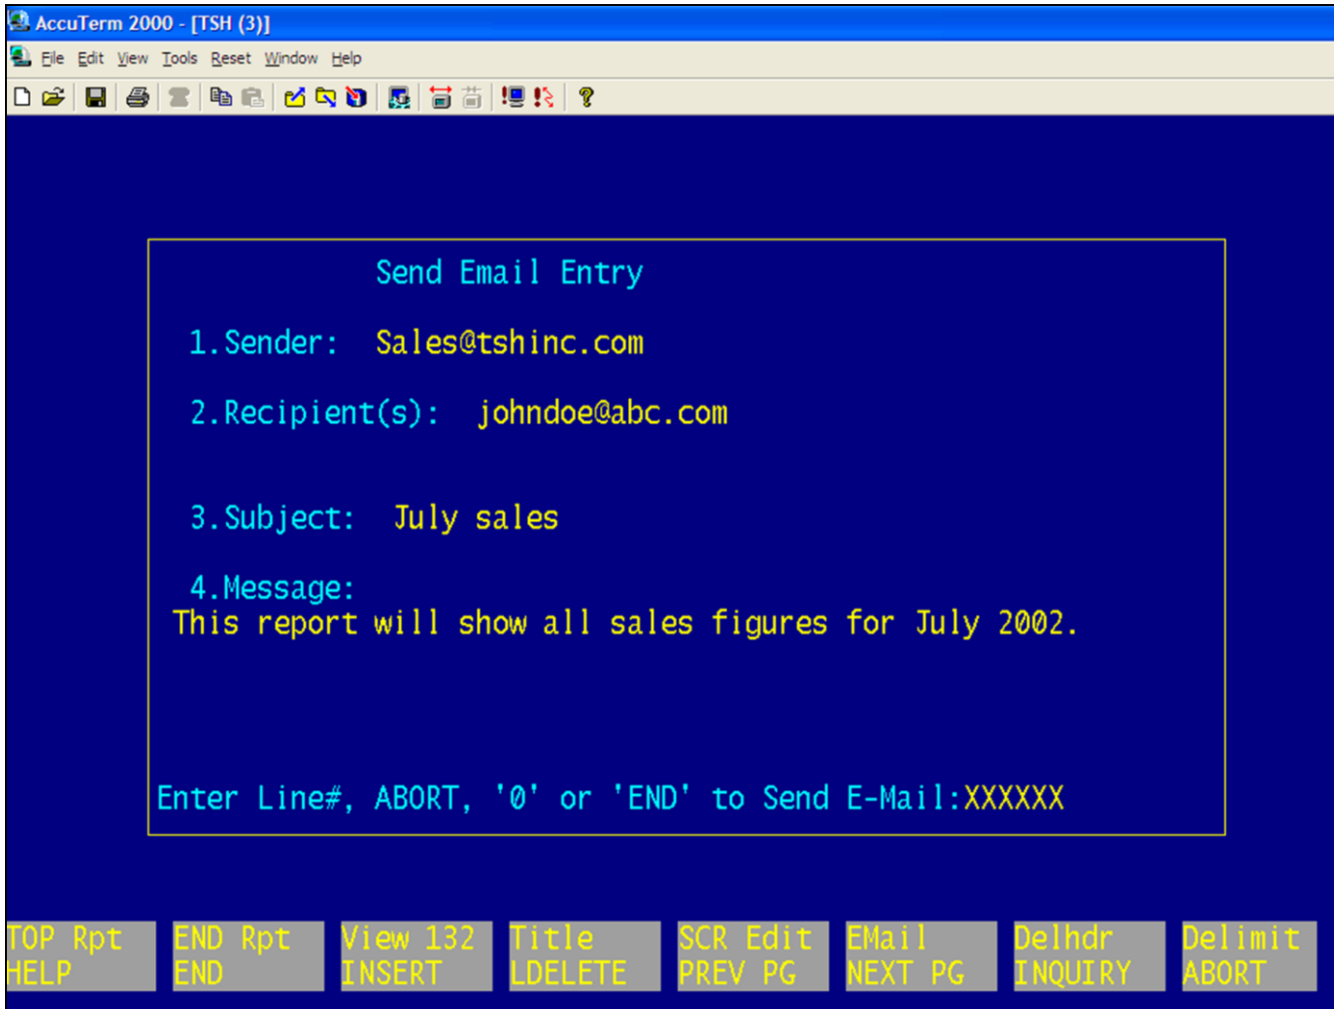 AccuTerm 2000 - [TSH (3)]
File Edit View Tools Reset Window Help
Send Email Entry
1.Sender: Sales@tshinc.com
2.Recipient(s): johndoe@abc.com
3.Subject: July sales
4.Message:
This report will show all sales figures for July 2002.
Enter Line#, ABORT, '0' or 'END' to Send E-Mail:XXXXXX
TOP Rpt END Rpt View 132 Title SCR Edit EMail Delhdr Delimit
HELP END INSERT LDELETE PREV PG NEXT PG INQUIRY ABORT